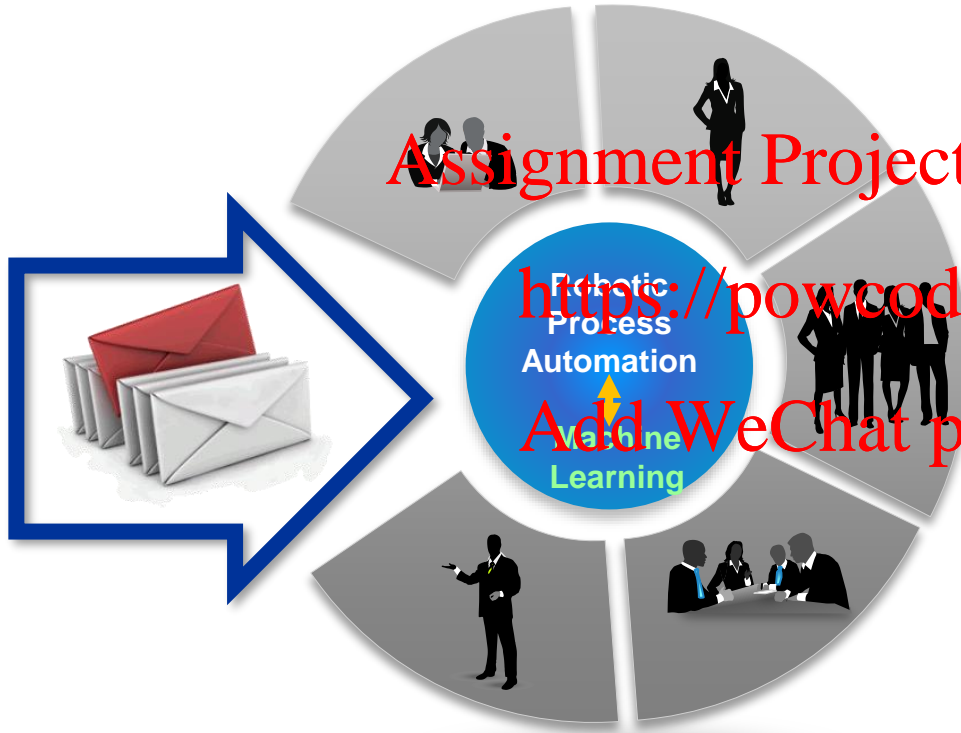 Assignment Project
https://powcod
Robotic
Process
Automation
Add WeChat p
Machine
Learning